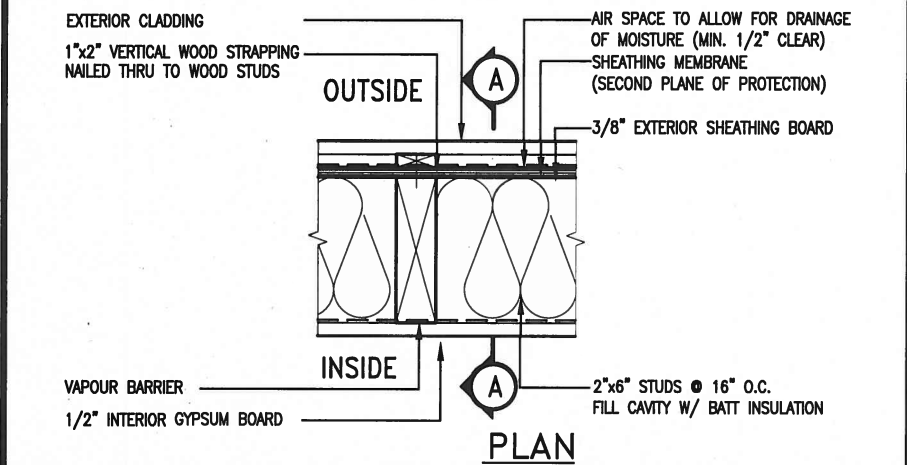 EXTERIOR CLADDING
1"x2" VERTICAL WOOD STRAPPING
NAILED THRU TO WOOD STUDS
AIR SPACE TO ALLOW FOR DRAINAGE
OF MOISTURE (MIN. 1/2" CLEAR)
SHEATHING MEMBRANE
(SECOND PLANE OF PROTECTION)
3/8" EXTERIOR SHEATHING BOARD
A
OUTSIDE
INSIDE
A
VAPOUR BARRIER
1/2" INTERIOR GYPSUM BOARD
2"x6" STUDS @ 16" O.C.
FILL CAVITY W/ BATT INSULATION
PLAN